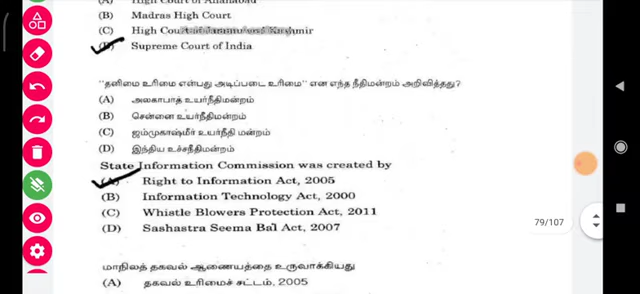 (A) High Court of Allahabad
(B) Madras High Court
(C) High Court of Jammu and Kashmir
(D) Supreme Court of India
"தனிமை உரிமை என்பது அடிப்படை உரிமை" என எந்த நீதிமன்றம் அறிவித்தது?
(A) அலகாபாத் உயர்நீதிமன்றம்
(B) சென்னை உயர்நீதிமன்றம்
(C) ஜம்முகாஷ்மீர் உயர்நீதி மன்றம்
(D) இந்திய உச்சநீதிமன்றம்
State Information Commission was created by
(A) Right to Information Act, 2005
(B) Information Technology Act, 2000
(C) Whistle Blowers Protection Act, 2011
(D) Sashastra Seema Bal Act, 2007
79/107
மாநிலத் தகவல் ஆணையத்தை உருவாக்கியது
(A) தகவல் உரிமைச் சட்டம், 2005